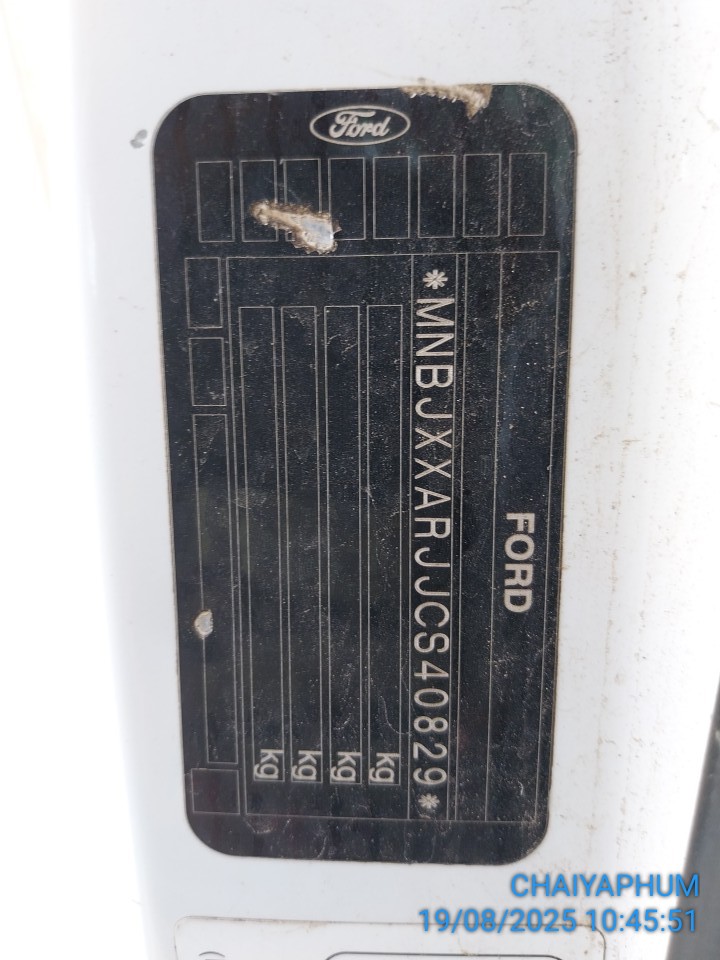 Ford
FORD
*MNBJXXARJJCS40829*
kg
kg
kg
kg
CHAIYAPHUM
19/08/2025 10:45:51